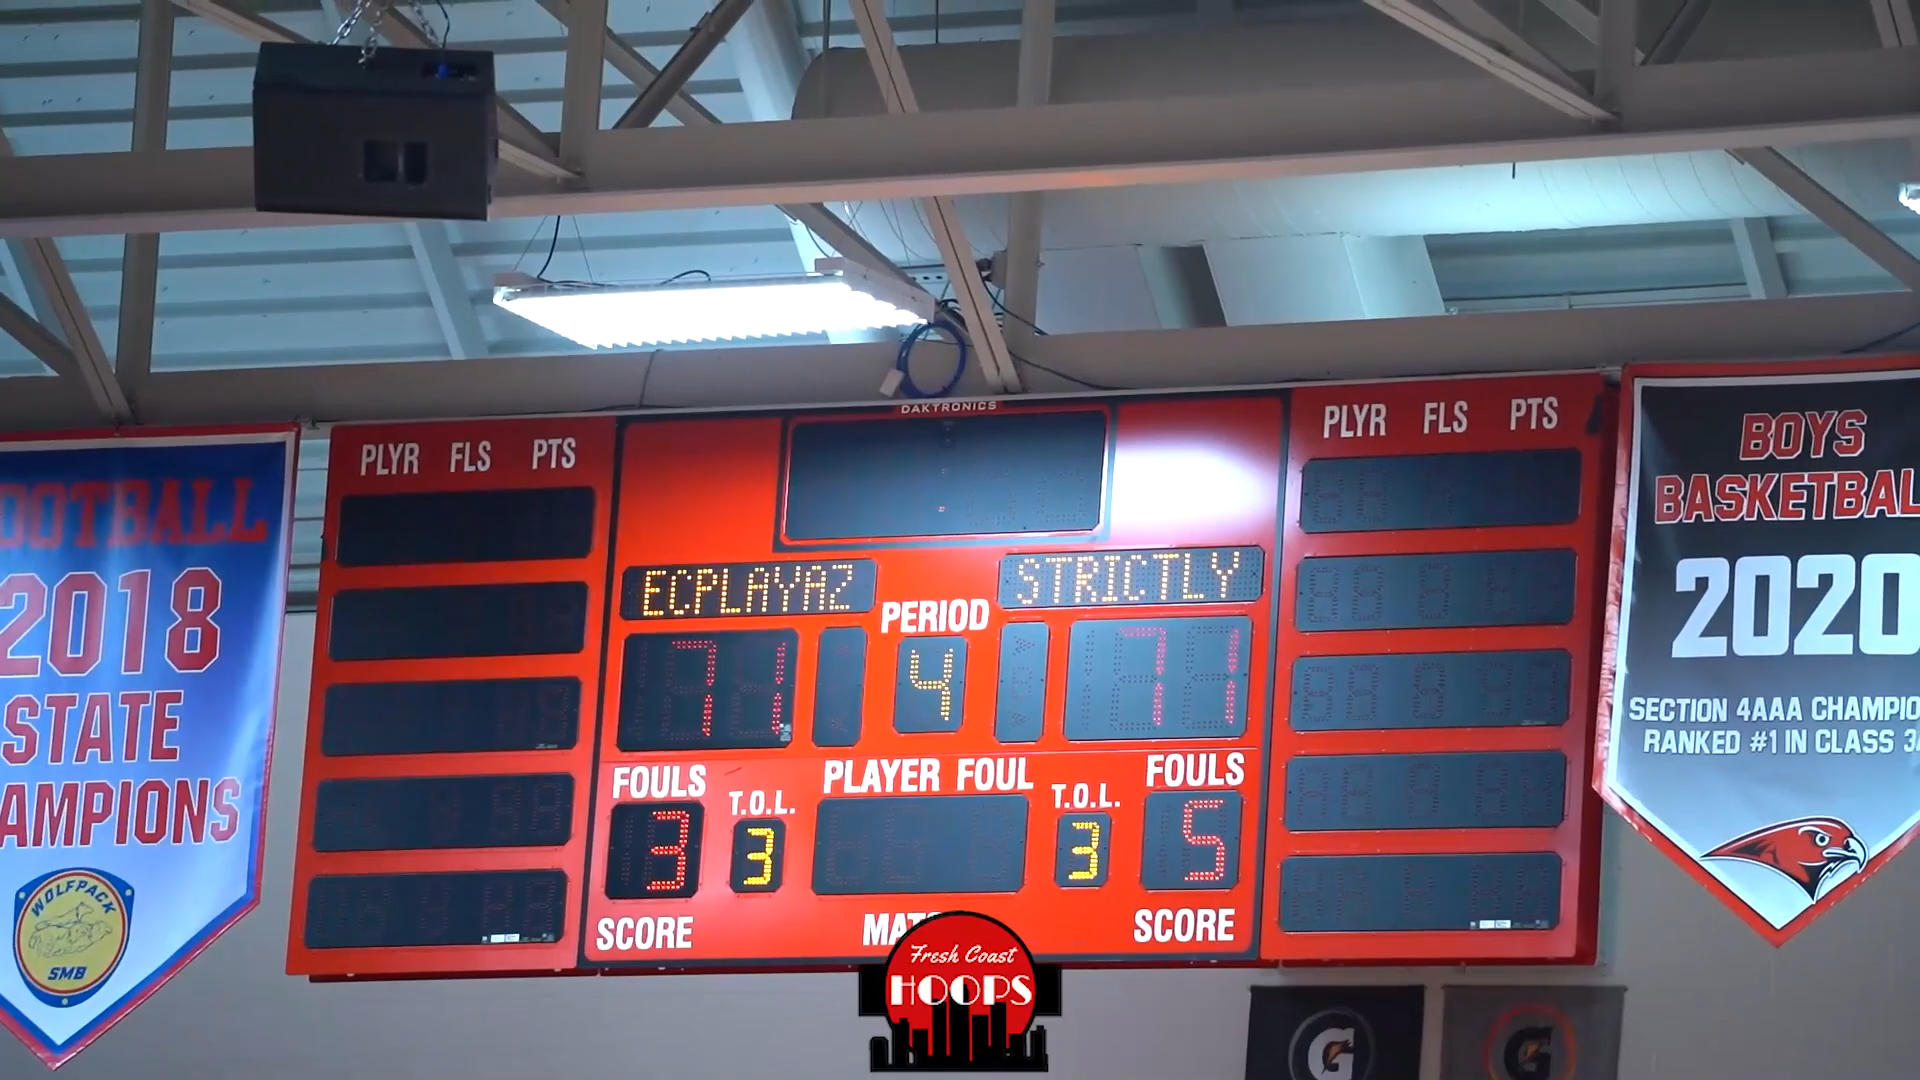 DAKTRONICS
PLYR FLS PTS
PLYR FLS PTS
ECPLAYAZ
STRICTLY
PERIOD
71
4
71
FOULS
T.O.L.
PLAYER FOUL
T.O.L.
FOULS
3
3
3
5
SCORE
SCORE
Fresh Coast
HOOPS
OOTBALL
2018
STATE
AMPIONS
WOLFPACK
SMB
BOYS
BASKETBAL
2020
SECTION 4AAA CHAMPIO
RANKED #1 IN CLASS 3
G
G